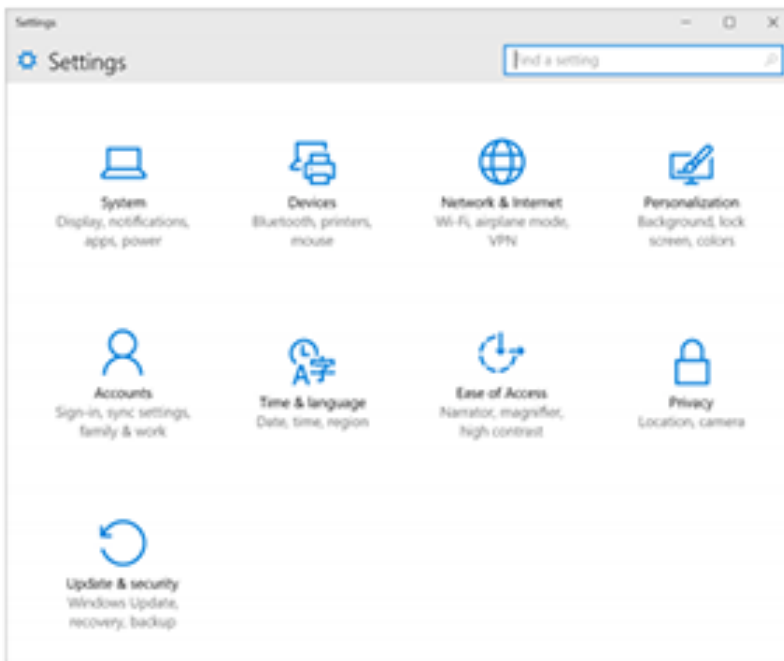 Settings
Settings
Find a setting
System
Display, notifications,
apps, power
Devices
Bluetooth, printers,
mouse
Network & Internet
Wi-Fi, airplane mode,
VPN
Personalization
Background, lock
screen, colors
Accounts
Sign-in, sync settings,
family & work
Time & language
Date, time, region
Ease of Access
Narrator, magnifier,
high contrast
Privacy
Location, camera
Update & security
Windows Update,
recovery, backup